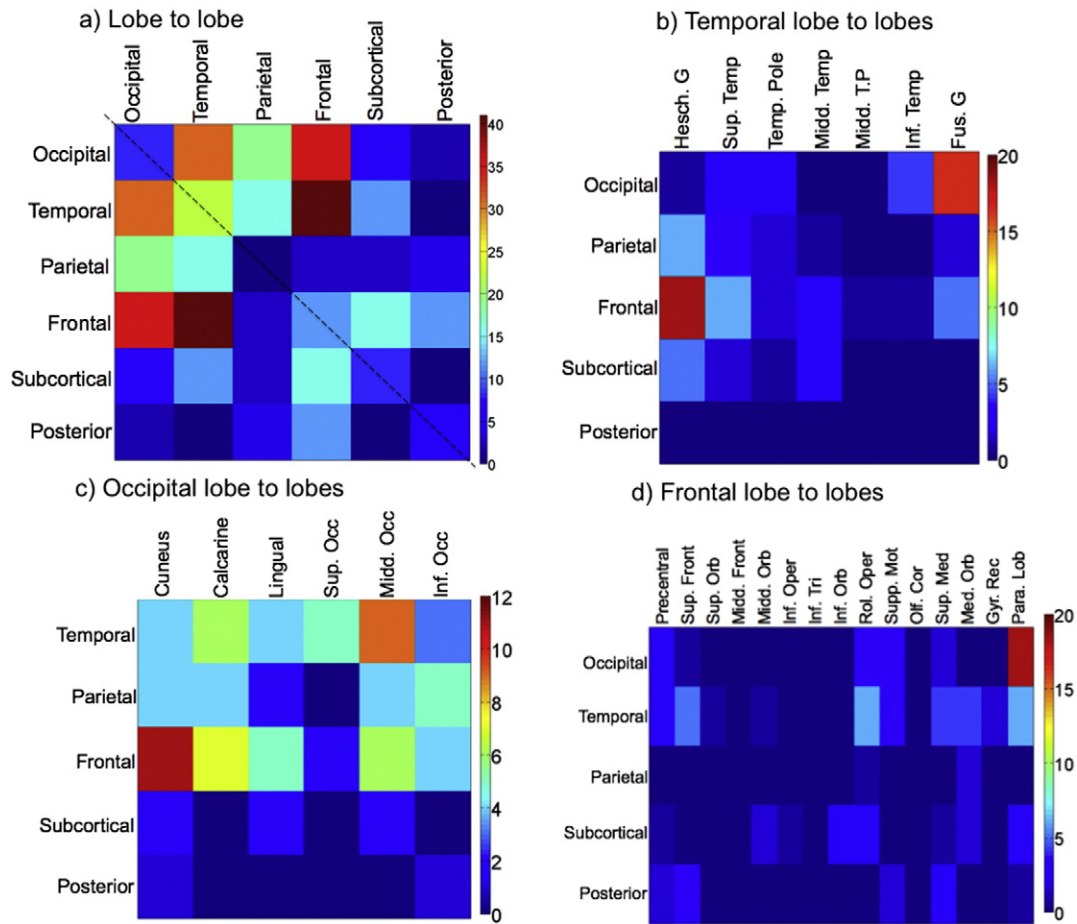 a) Lobe to lobe
Occipital
Temporal
Parietal
Frontal
Subcortical
Posterior
Occipital
Temporal
Parietal
Frontal
Subcortical
Posterior
40
35
30
25
20
15
10
5
0
b) Temporal lobe to lobes
Hesch. G
Sup. Temp
Temp. Pole
Midd. Temp
Midd. T.P
Inf. Temp
Fus. G
Occipital
Parietal
Frontal
Subcortical
Posterior
20
15
10
5
0
c) Occipital lobe to lobes
Cuneus
Calcarine
Lingual
Sup. Occ
Midd. Occ
Inf. Occ
Temporal
Parietal
Frontal
Subcortical
Posterior
12
10
8
6
4
2
0
d) Frontal lobe to lobes
Precentral
Sup. Front
Sup. Orb
Midd. Front
Midd. Orb
Inf. Oper
Inf. Tri
Inf. Orb
Rol. Oper
Supp. Mot
Olf. Cor
Sup. Med
Med. Orb
Gyr. Rec
Para. Lob
Occipital
Temporal
Parietal
Subcortical
Posterior
20
15
10
5
0